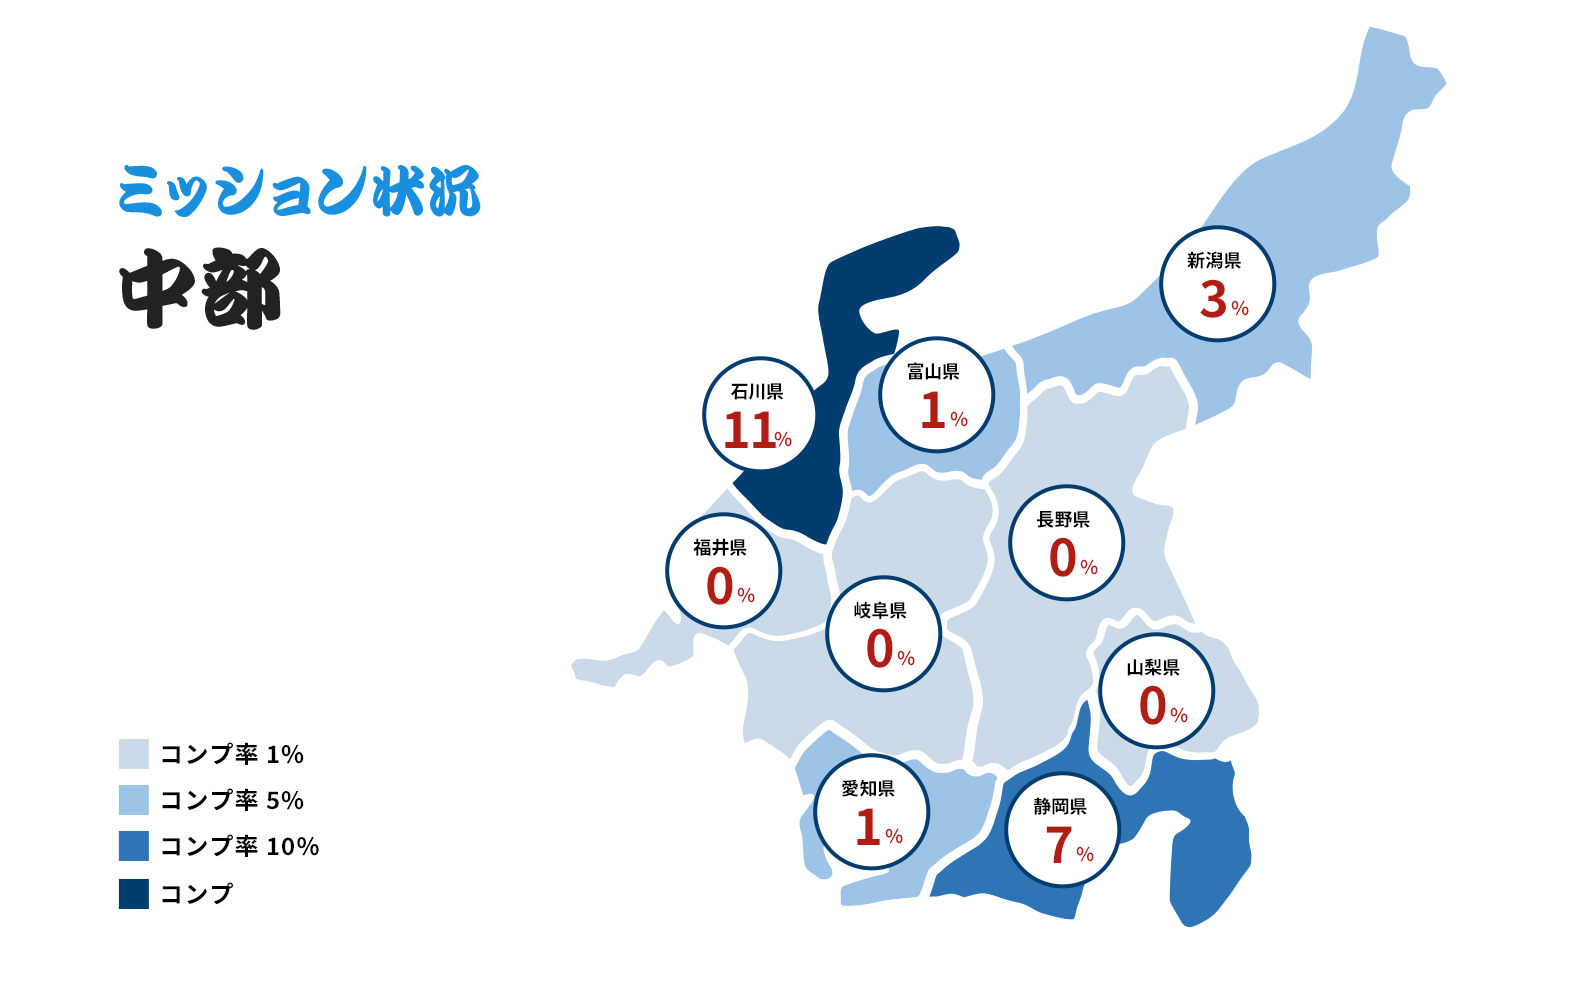 ミッション状況
中部
新潟県
3%
富山県
1%
石川県
11%
長野県
0%
福井県
0%
岐阜県
0%
山梨県
0%
愛知県
1%
静岡県
7%
コンプ率 1%
コンプ率 5%
コンプ率 10%
コンプ